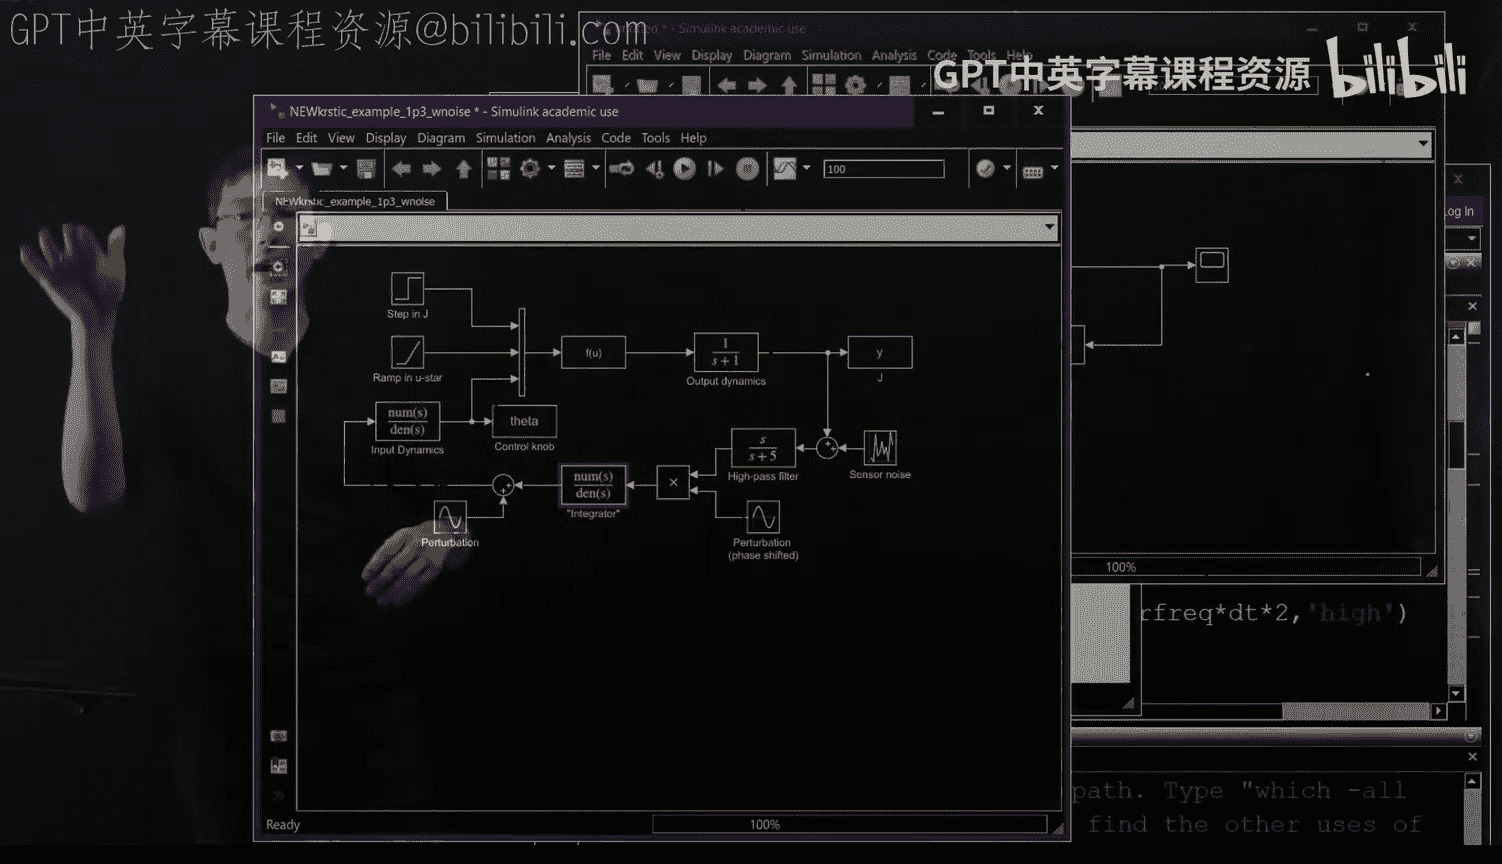 GPT中英字幕课程资源@bilibili.com
Simulink academic use
File Edit View Display Diagram Simulation Analysis Code Tools Help
GPT中英字幕课程资源 bilibili
NEWkrstic_example_1p3_wnoise * - Simulink academic use
File Edit View Display Diagram Simulation Analysis Code Tools Help
100
NEWkrstic_example_1p3_wnoise
Log In
Step in J
Ramp in u-star
f(u)
1
s+1
Output dynamics
y
J
num(s)
den(s)
Input Dynamics
theta
Control knob
s
s+5
High-pass filter
Sensor noise
num(s)
den(s)
"Integrator"
×
Perturbation
Perturbation
(phase shifted)
100%
rfreq*dt*2,'high')
path. Type "which -all
find the other uses of
Ready
100%